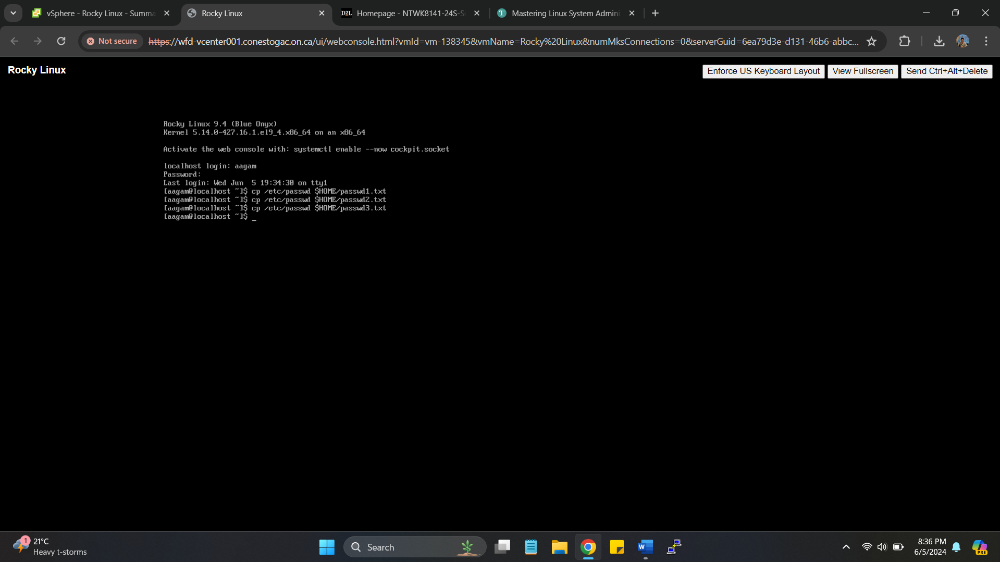 vSphere - Rocky Linux - Summa
Rocky Linux
D2L Homepage - NTWK8141-24S-S
T Mastering Linux System Admini
Not secure
https://wfd-vcenter001.conestogac.on.ca/ui/webconsole.html?vmId=vm-138345&vmName=Rocky%20Linux&numMksConnections=0&serverGuid=6ea79d3e-d131-46b6-abbc...
Rocky Linux
Enforce US Keyboard Layout
View Fullscreen
Send Ctrl+Alt+Delete
Rocky Linux 9.4 (Blue Onyx)
Kernel 5.14.0-427.16.1.el9_4.x86_64 on an x86_64
Activate the web console with: systemctl enable --now cockpit.socket
localhost login: aagam
Password:
Last login: Wed Jun  5 19:34:30 on tty1
[aagam@localhost ~]$ cp /etc/passwd $HOME/passwd1.txt
[aagam@localhost ~]$ cp /etc/passwd $HOME/passwd2.txt
[aagam@localhost ~]$ cp /etc/passwd $HOME/passwd3.txt
[aagam@localhost ~]$ _
1
21°C
Heavy t-storms
Search
W
PRE
8:36 PM
6/5/2024